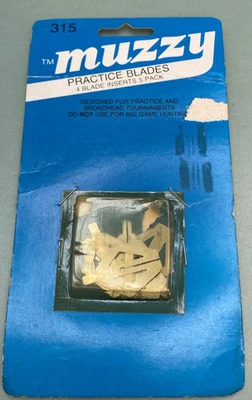 315
TM muzzy
PRACTICE BLADES
4 BLADE INSERTS 5 PACK
DESIGNED FOR PRACTICE AND
BROADHEAD TOURNAMENTS
DO NOT USE FOR BIG GAME HUNTING